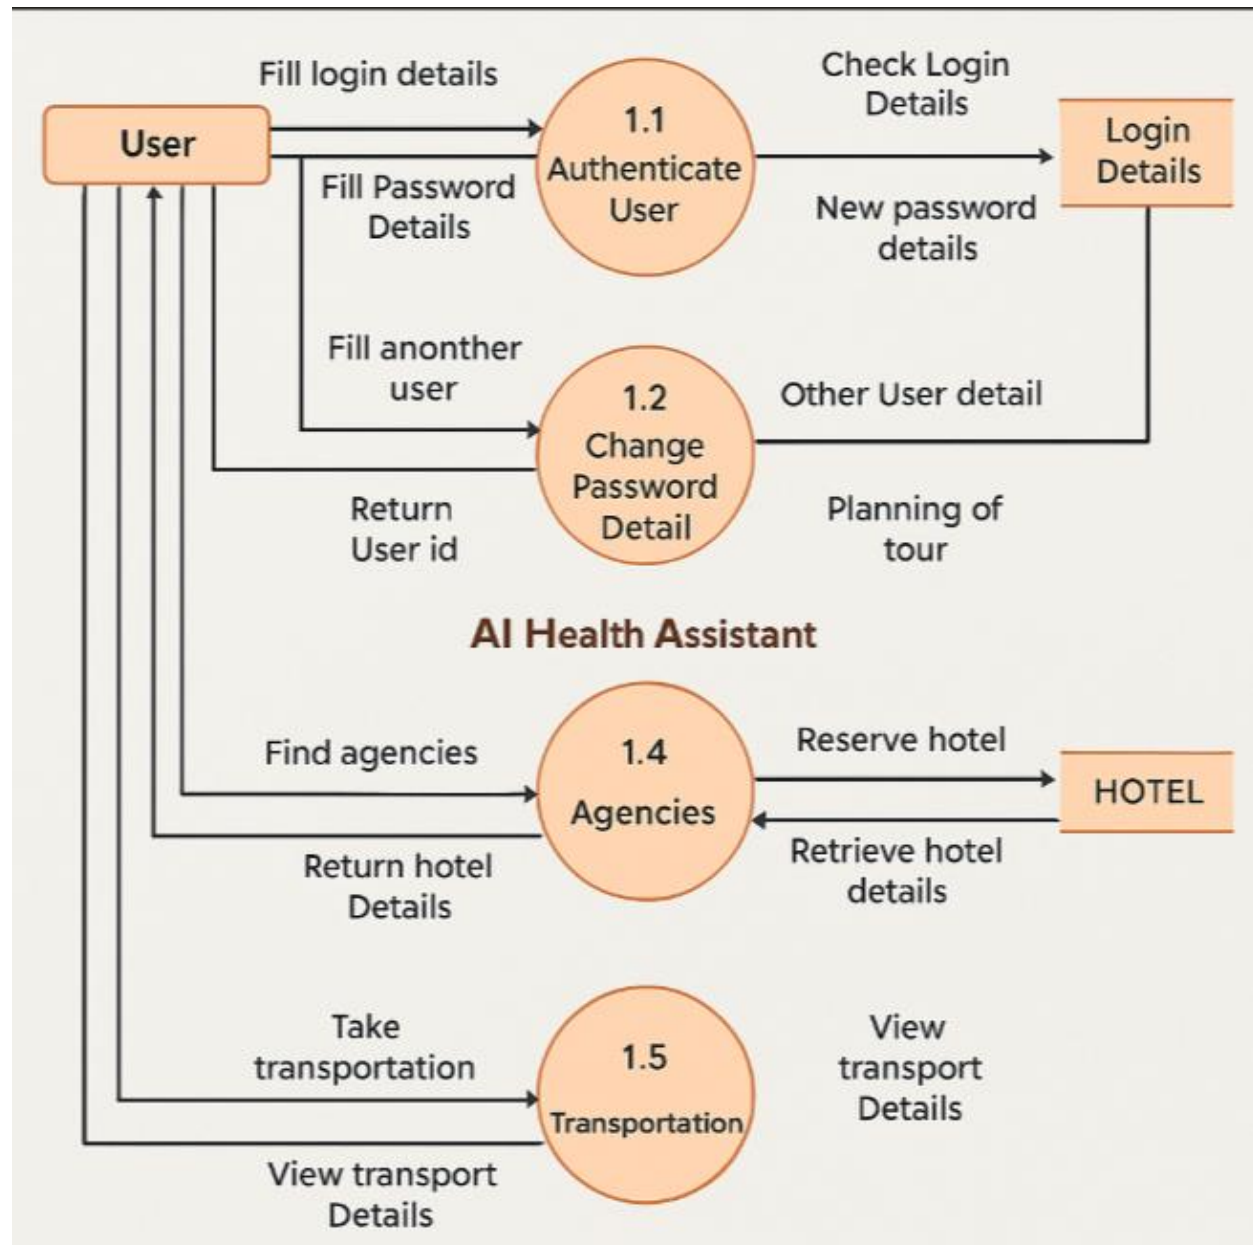 Fill login details
Check Login
Details
User
1.1
Authenticate
User
Login
Details
Fill Password
Details
New password
details
Fill anonther
user
1.2
Change
Password
Detail
Other User detail
Return
User id
Planning of
tour
AI Health Assistant
Find agencies
1.4
Agencies
Reserve hotel
HOTEL
Return hotel
Details
Retrieve hotel
details
Take
transportation
1.5
Transportation
View
transport
Details
View transport
Details